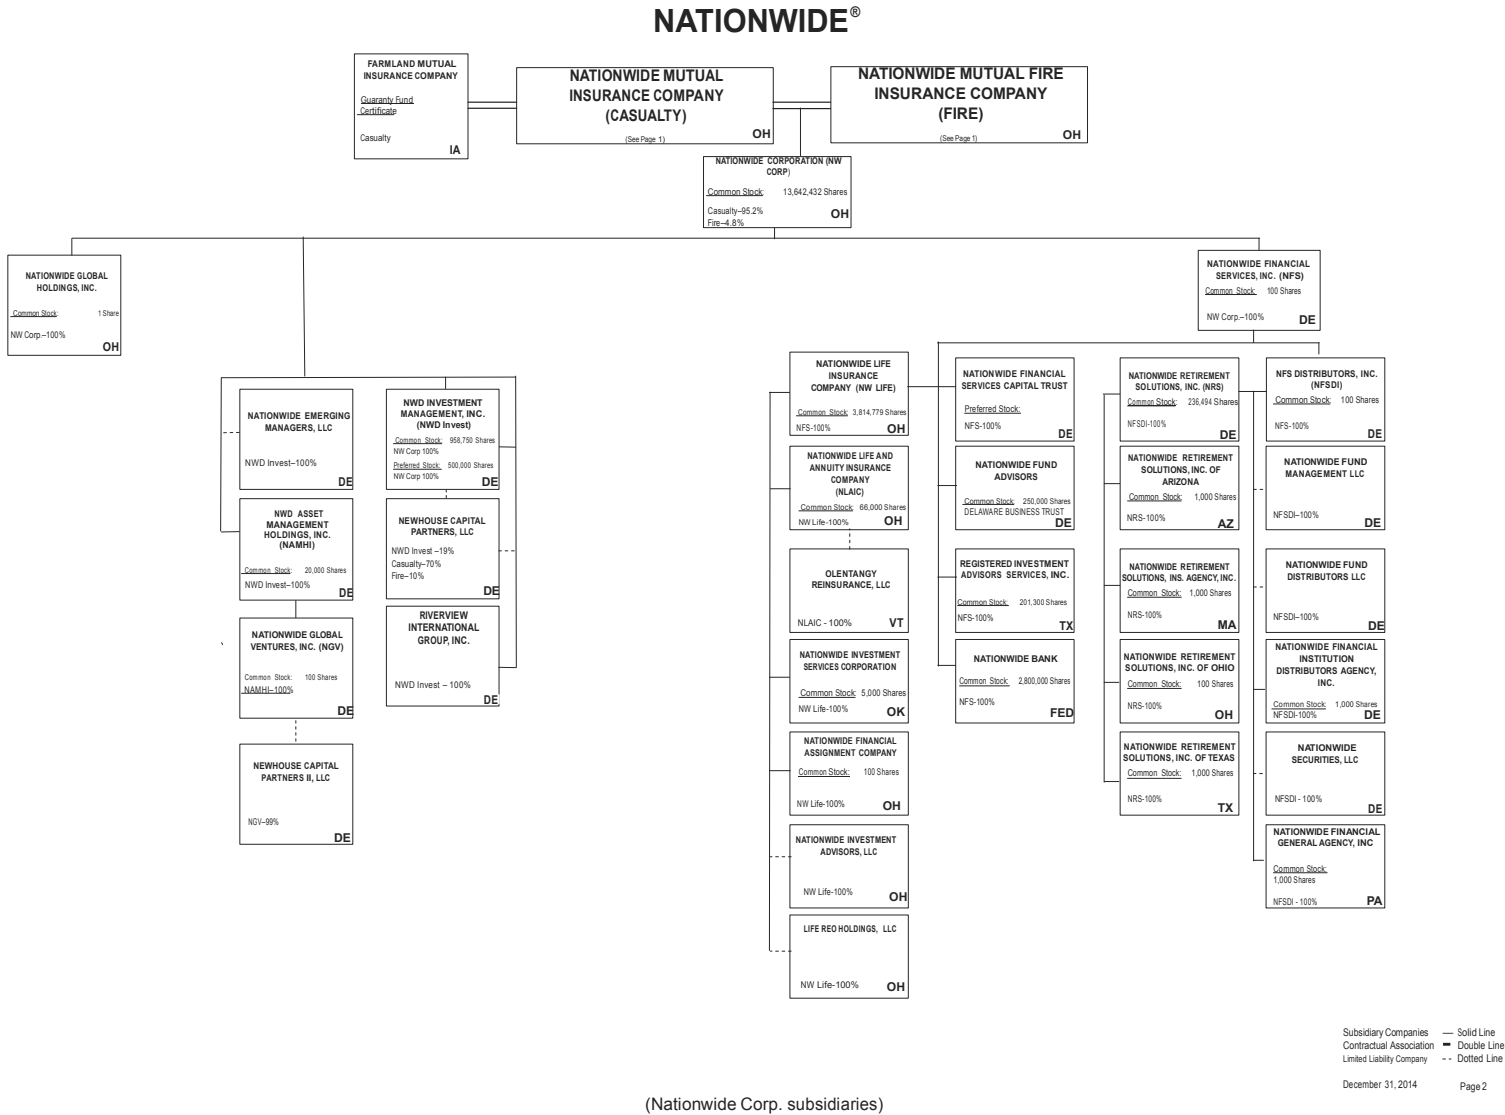 NATIONWIDE®
FARMLAND MUTUAL
INSURANCE COMPANY
Guaranty Fund
Certificate
Casualty
IA
NATIONWIDE MUTUAL
INSURANCE COMPANY
(CASUALTY)
(See Page 1)
OH
NATIONWIDE MUTUAL FIRE
INSURANCE COMPANY
(FIRE)
(See Page 1)
OH
NATIONWIDE CORPORATION (NW
CORP)
Common Stock: 13,642,432 Shares
Casualty–95.2%
Fire–4.8%
OH
NATIONWIDE GLOBAL
HOLDINGS, INC.
Common Stock: 1 Share
NW Corp.–100%
OH
NATIONWIDE FINANCIAL
SERVICES, INC. (NFS)
Common Stock: 100 Shares
NW Corp.–100%
DE
NATIONWIDE EMERGING
MANAGERS, LLC
NWD Invest–100%
DE
NWD ASSET
MANAGEMENT
HOLDINGS, INC.
(NAMHI)
Common Stock: 20,000 Shares
NWD Invest–100%
DE
NATIONWIDE GLOBAL
VENTURES, INC. (NGV)
Common Stock: 100 Shares
NAMHI–100%
DE
NEWHOUSE CAPITAL
PARTNERS II, LLC
NGV–99%
DE
NWD INVESTMENT
MANAGEMENT, INC.
(NWD Invest)
Common Stock: 958,750 Shares
NW Corp 100%
Preferred Stock: 500,000 Shares
NW Corp 100%
DE
NEWHOUSE CAPITAL
PARTNERS, LLC
NWD Invest –19%
Casualty–70%
Fire–10%
DE
RIVERVIEW
INTERNATIONAL
GROUP, INC.
NWD Invest – 100%
DE
NATIONWIDE LIFE
INSURANCE
COMPANY (NW LIFE)
Common Stock: 3,814,779 Shares
NFS-100%
OH
NATIONWIDE LIFE AND
ANNUITY INSURANCE
COMPANY
(NLAIC)
Common Stock: 66,000 Shares
NW Life-100%
OH
OLENTANGY
REINSURANCE, LLC
NLAIC - 100%
VT
NATIONWIDE INVESTMENT
SERVICES CORPORATION
Common Stock: 5,000 Shares
NW Life-100%
OK
NATIONWIDE FINANCIAL
ASSIGNMENT COMPANY
Common Stock: 100 Shares
NW Life-100%
OH
NATIONWIDE INVESTMENT
ADVISORS, LLC
NW Life-100%
OH
LIFE REO HOLDINGS, LLC
NW Life-100%
OH
NATIONWIDE FINANCIAL
SERVICES CAPITAL TRUST
Preferred Stock:
NFS-100%
DE
NATIONWIDE FUND
ADVISORS
Common Stock: 250,000 Shares
DELAWARE BUSINESS TRUST
DE
REGISTERED INVESTMENT
ADVISORS SERVICES, INC.
Common Stock: 201,300 Shares
NFS-100%
TX
NATIONWIDE BANK
Common Stock: 2,800,000 Shares
NFS-100%
FED
NATIONWIDE RETIREMENT
SOLUTIONS, INC. (NRS)
Common Stock: 236,494 Shares
NFSDI-100%
DE
NATIONWIDE RETIREMENT
SOLUTIONS, INC. OF
ARIZONA
Common Stock: 1,000 Shares
NRS-100%
AZ
NATIONWIDE RETIREMENT
SOLUTIONS, INS. AGENCY, INC.
Common Stock: 1,000 Shares
NRS-100%
MA
NATIONWIDE RETIREMENT
SOLUTIONS, INC. OF OHIO
Common Stock: 100 Shares
NRS-100%
OH
NATIONWIDE RETIREMENT
SOLUTIONS, INC. OF TEXAS
Common Stock: 1,000 Shares
NRS-100%
TX
NFS DISTRIBUTORS, INC.
(NFSDI)
Common Stock: 100 Shares
NFS-100%
DE
NATIONWIDE FUND
MANAGEMENT LLC
NFSDI–100%
DE
NATIONWIDE FUND
DISTRIBUTORS LLC
NFSDI–100%
DE
NATIONWIDE FINANCIAL
INSTITUTION
DISTRIBUTORS AGENCY,
INC.
Common Stock: 1,000 Shares
NFSDI-100%
DE
NATIONWIDE
SECURITIES, LLC
NFSDI - 100%
DE
NATIONWIDE FINANCIAL
GENERAL AGENCY, INC
Common Stock:
1,000 Shares
NFSDI - 100%
PA
Subsidiary Companies — Solid Line
Contractual Association Double Line
Limited Liability Company - - Dotted Line
December 31, 2014 Page 2
(Nationwide Corp. subsidiaries)